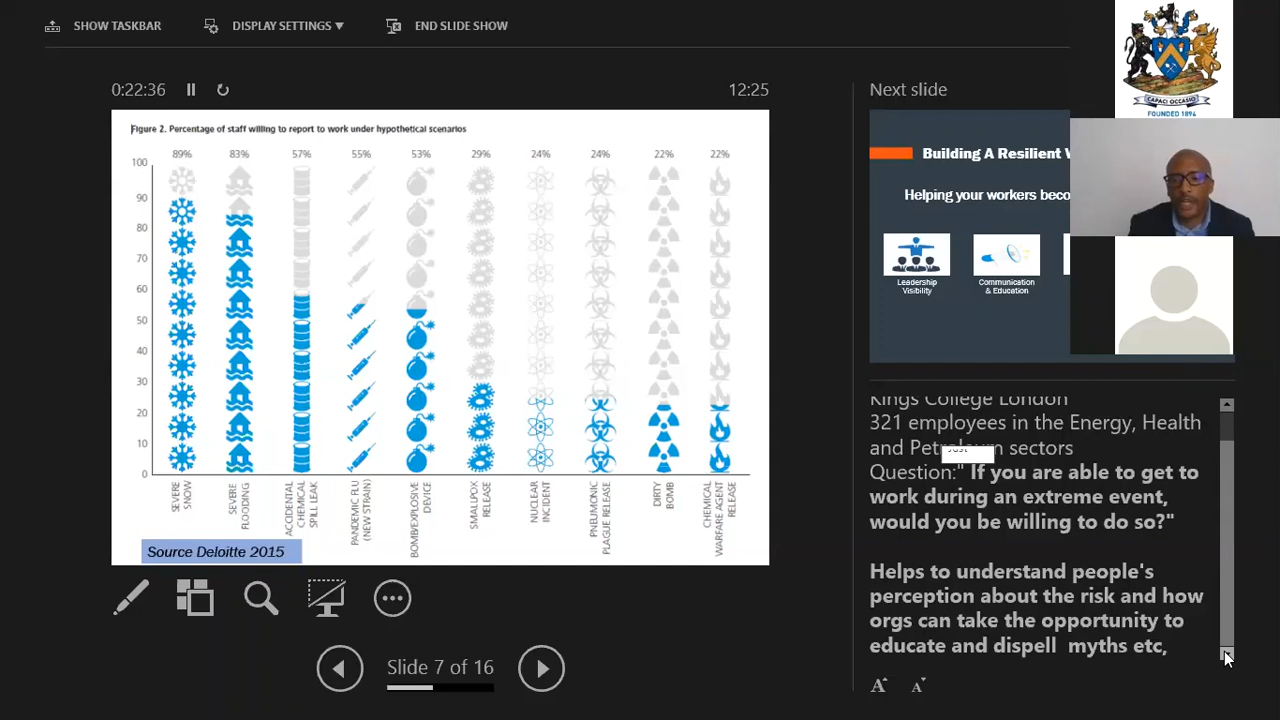 SHOW TASKBAR
DISPLAY SETTINGS ▼
END SLIDE SHOW
CAPACI OCCASIO
FOUNDED 1894
0:22:36
12:25
Next slide
Figure 2. Percentage of staff willing to report to work under hypothetical scenarios
89% 83% 57% 55% 53% 29% 24% 24% 22% 22%
100
90
80
70
60
50
40
30
20
10
0
SEVERE
SNOW
SEVERE
FLOODING
ACCIDENTAL
CHEMICAL
SPILL LEAK
PANDEMIC FLU
(NEW STRAIN)
BOMB/EXPLOSIVE
DEVICE
SMALLPOX
RELEASE
NUCLEAR
INCIDENT
PNEUMONIC
PLAGUE RELEASE
DIRTY
BOMB
CHEMICAL
WARFARE AGENT
RELEASE
Source Deloitte 2015
Building A Resilient
Helping your workers
Leadership
Visibility
Communication
& Education
Kings College London
321 employees in the Energy, Health
and Petroleum sectors
Question:" If you are able to get to
work during an extreme event,
would you be willing to do so?"
Helps to understand people's
perception about the risk and how
orgs can take the opportunity to
educate and dispell myths etc,
Slide 7 of 16
A A